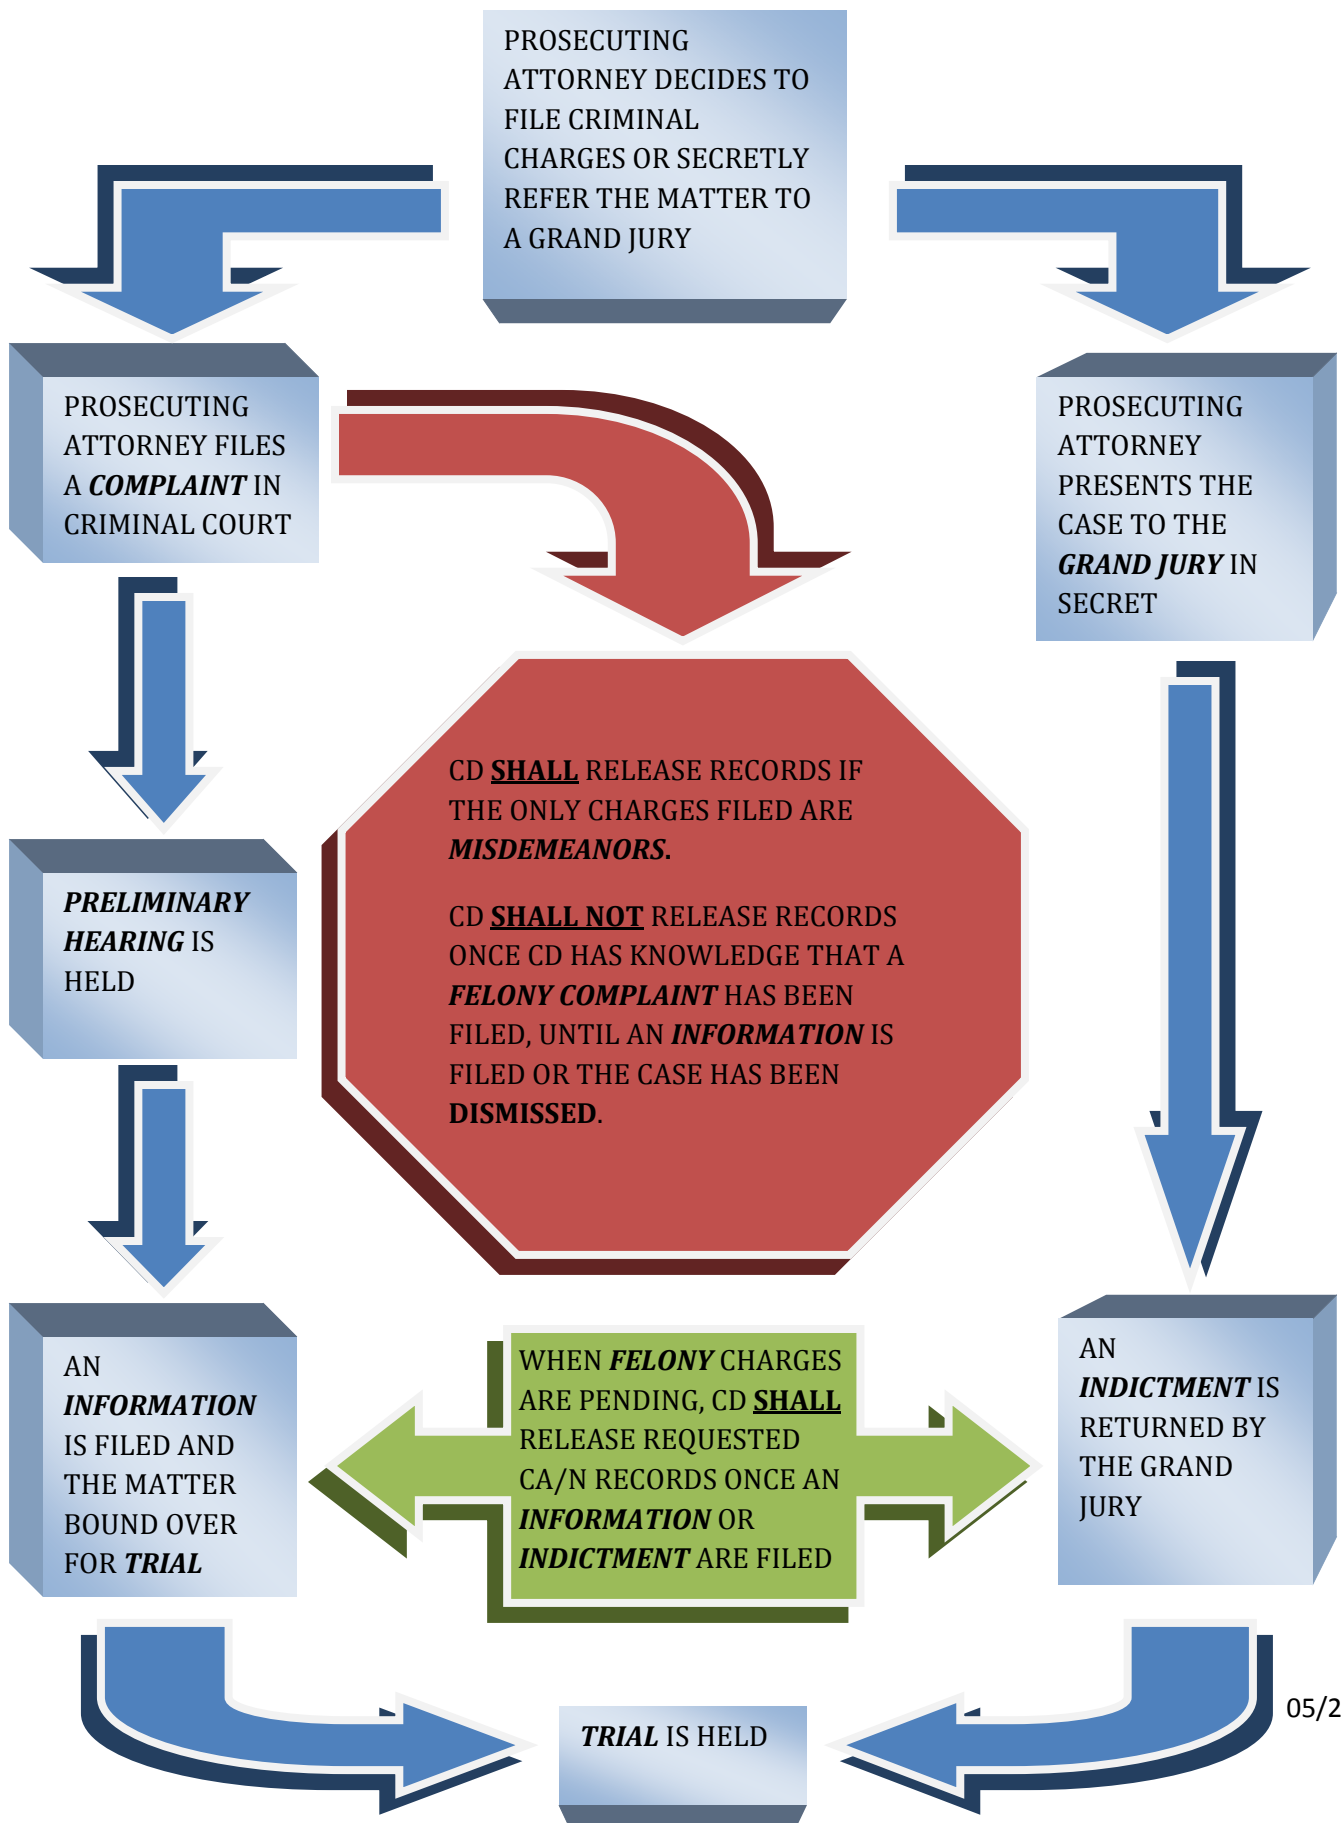 PROSECUTING
ATTORNEY DECIDES TO
FILE CRIMINAL
CHARGES OR SECRETLY
REFER THE MATTER TO
A GRAND JURY
PROSECUTING
ATTORNEY FILES
A COMPLAINT IN
CRIMINAL COURT
PROSECUTING
ATTORNEY
PRESENTS THE
CASE TO THE
GRAND JURY IN
SECRET
CD SHALL RELEASE RECORDS IF
THE ONLY CHARGES FILED ARE
MISDEMEANORS.
CD SHALL NOT RELEASE RECORDS
ONCE CD HAS KNOWLEDGE THAT A
FELONY COMPLAINT HAS BEEN
FILED, UNTIL AN INFORMATION IS
FILED OR THE CASE HAS BEEN
DISMISSED.
PRELIMINARY
HEARING IS
HELD
AN
INFORMATION
IS FILED AND
THE MATTER
BOUND OVER
FOR TRIAL
WHEN FELONY CHARGES
ARE PENDING, CD SHALL
RELEASE REQUESTED
CA/N RECORDS ONCE AN
INFORMATION OR
INDICTMENT ARE FILED
AN
INDICTMENT IS
RETURNED BY
THE GRAND
JURY
TRIAL IS HELD
05/2